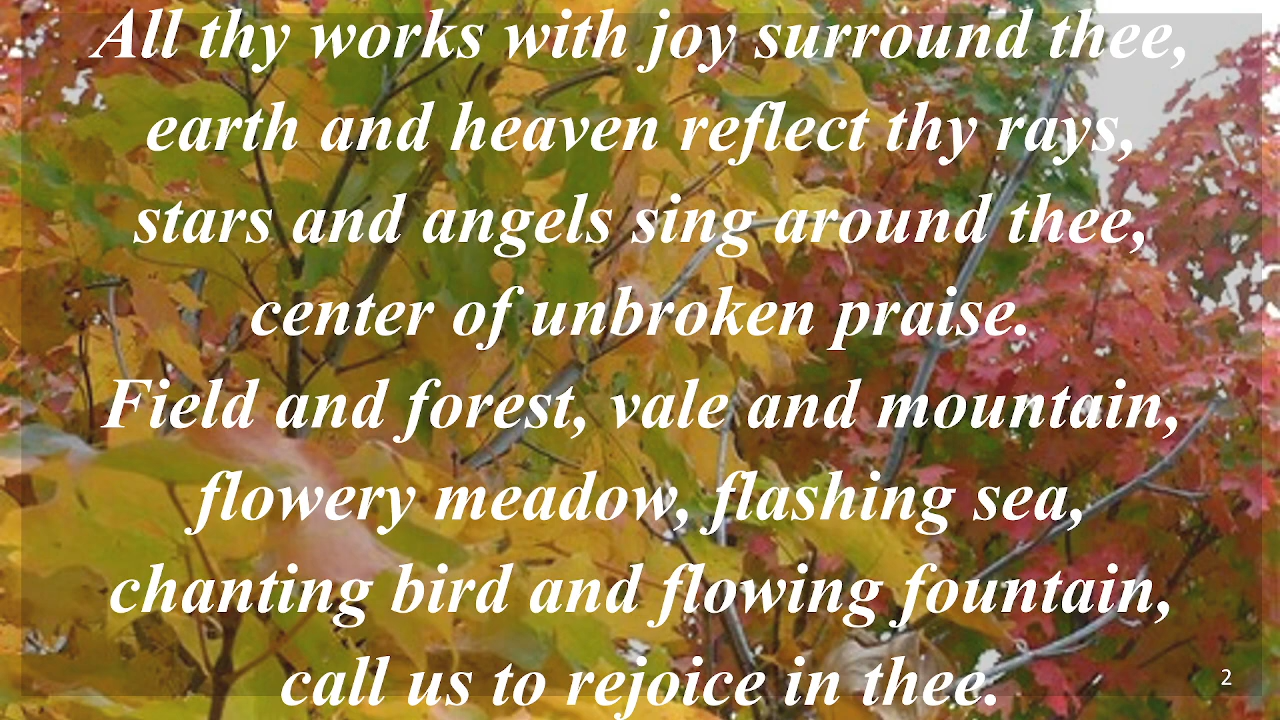 All thy works with joy surround thee,
earth and heaven reflect thy rays,
stars and angels sing around thee,
center of unbroken praise.
Field and forest, vale and mountain,
flowery meadow, flashing sea,
chanting bird and flowing fountain,
call us to rejoice in thee.
2